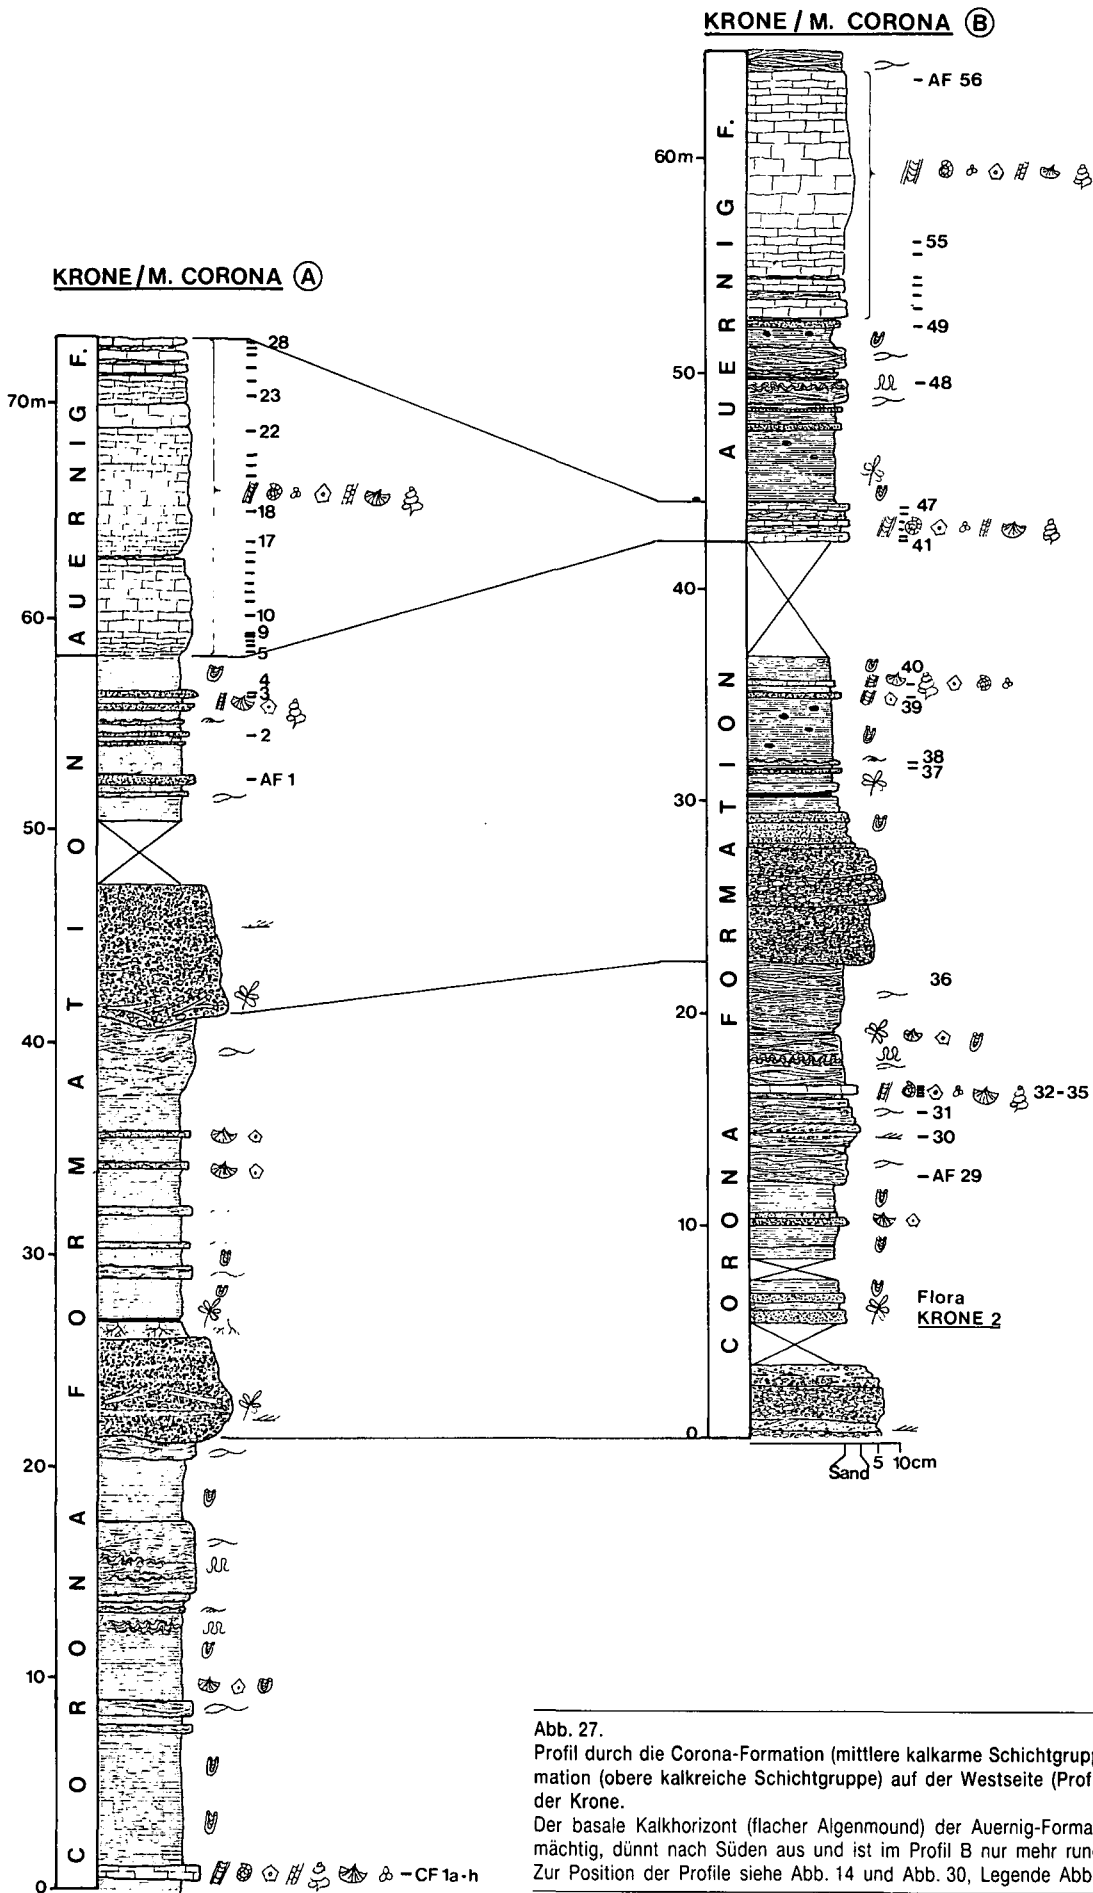 KRONE / M. CORONA B
AUERNIG F.
CORONA FORMATION
60m
50
40
30
20
10
0
AF 56
55
49
48
47
41
40
39
38
37
36
32-35
31
30
AF 29
Flora
KRONE 2
Sand 5 10cm
KRONE / M. CORONA A
AUERNIG F.
CORONA FORMATION
70m
60
50
40
30
20
10
0
28
23
22
18
17
10
9
5
4
3
2
AF 1
CF 1a-h
Abb. 27.
Profil durch die Corona-Formation (mittlere kalkarme Schichtgrupp
mation (obere kalkreiche Schichtgruppe) auf der Westseite (Prof
der Krone.
Der basale Kalkhorizont (flacher Algenmound) der Auernig-Forma
mächtig, dünnt nach Süden aus und ist im Profil B nur mehr run
Zur Position der Profile siehe Abb. 14 und Abb. 30, Legende Abb.